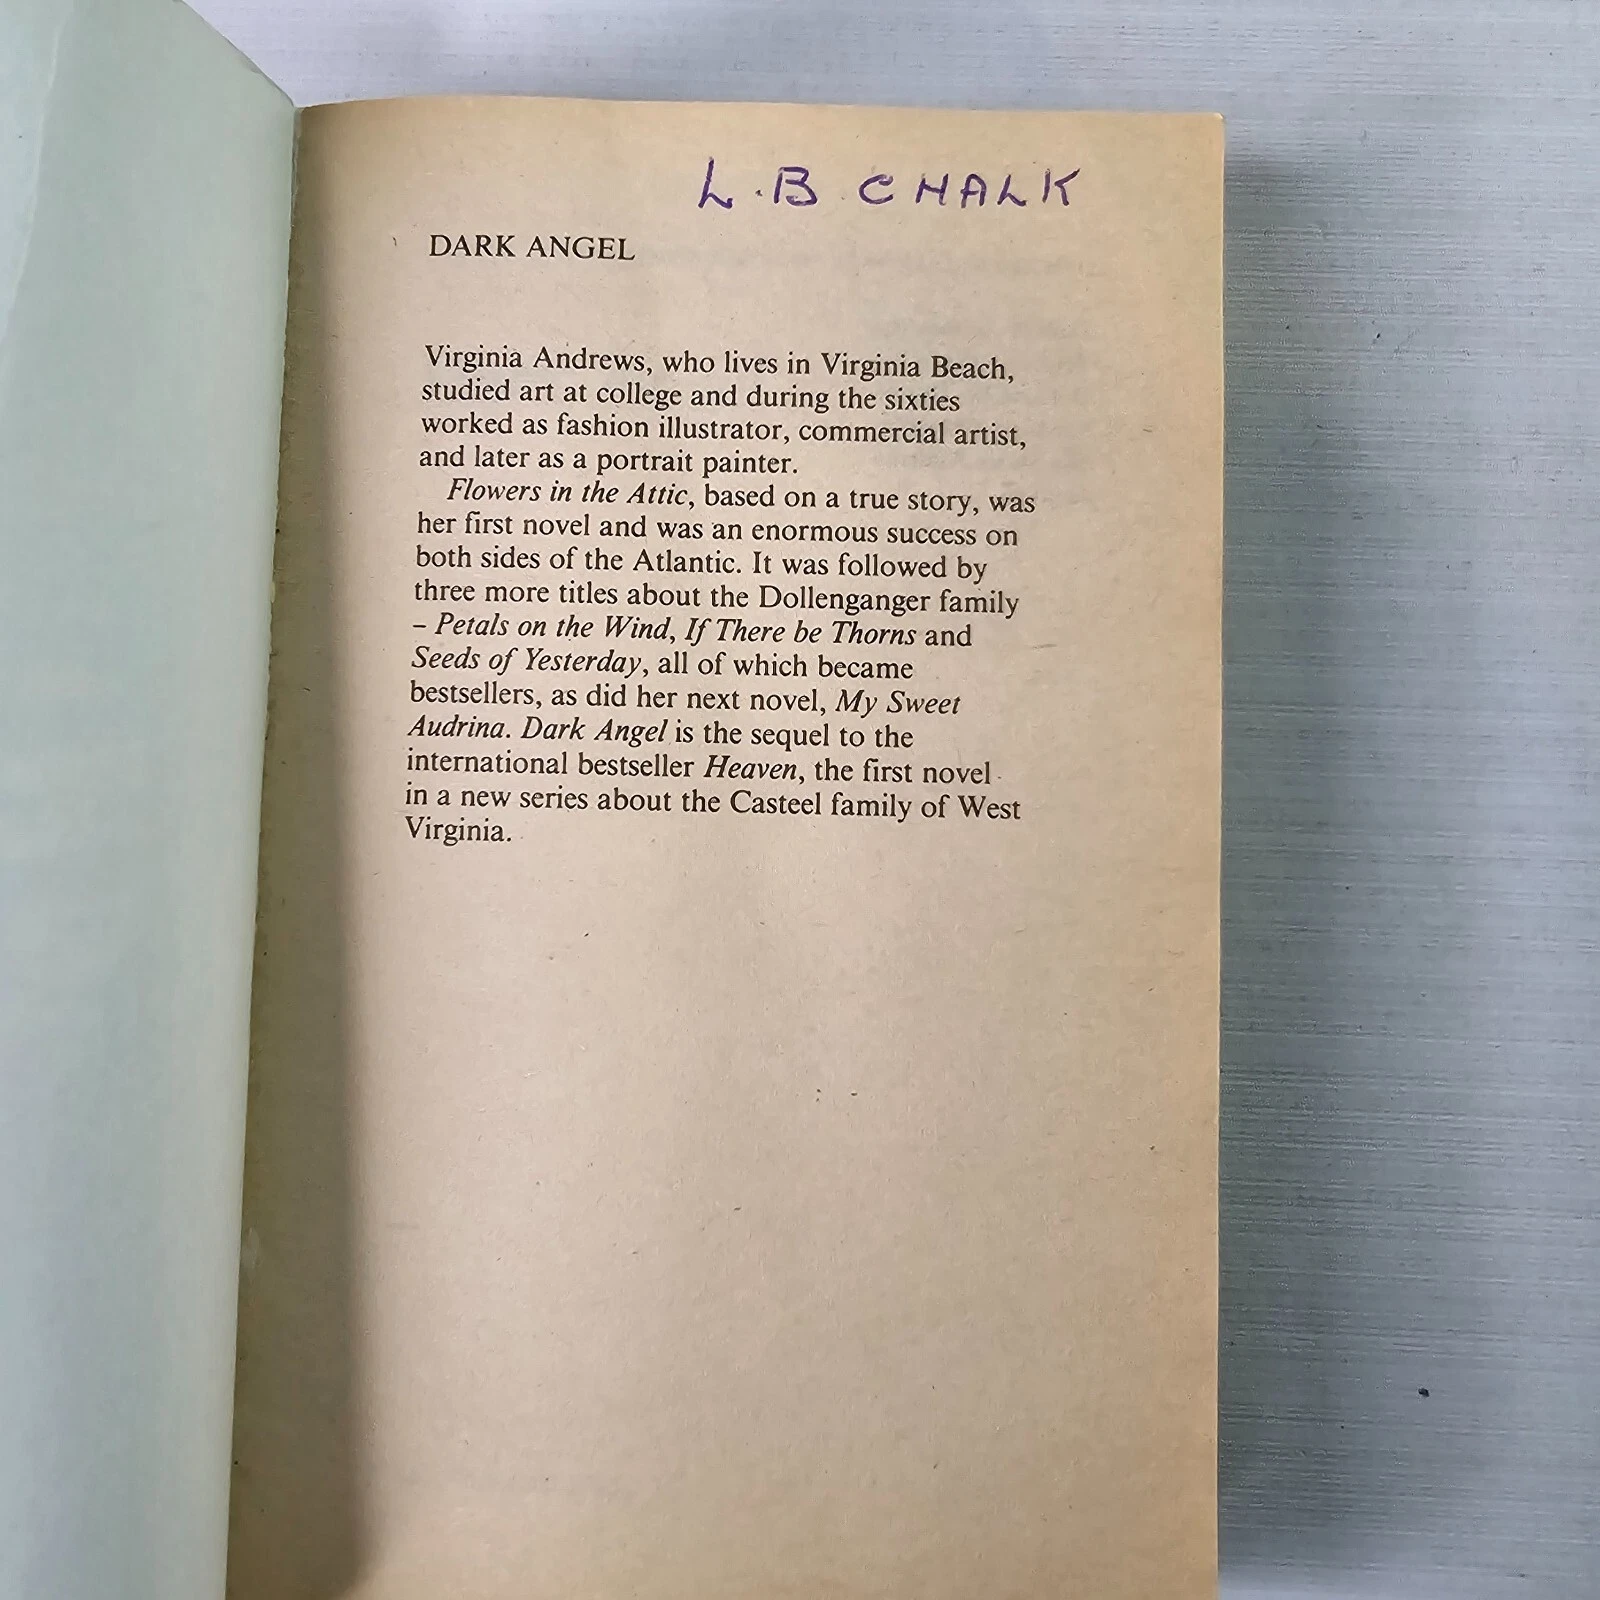 L.B CHALK
DARK ANGEL
Virginia Andrews, who lives in Virginia Beach,
studied art at college and during the sixties
worked as fashion illustrator, commercial artist,
and later as a portrait painter.
Flowers in the Attic, based on a true story, was
her first novel and was an enormous success on
both sides of the Atlantic. It was followed by
three more titles about the Dollenganger family
– Petals on the Wind, If There be Thorns and
Seeds of Yesterday, all of which became
bestsellers, as did her next novel, My Sweet
Audrina. Dark Angel is the sequel to the
international bestseller Heaven, the first novel
in a new series about the Casteel family of West
Virginia.